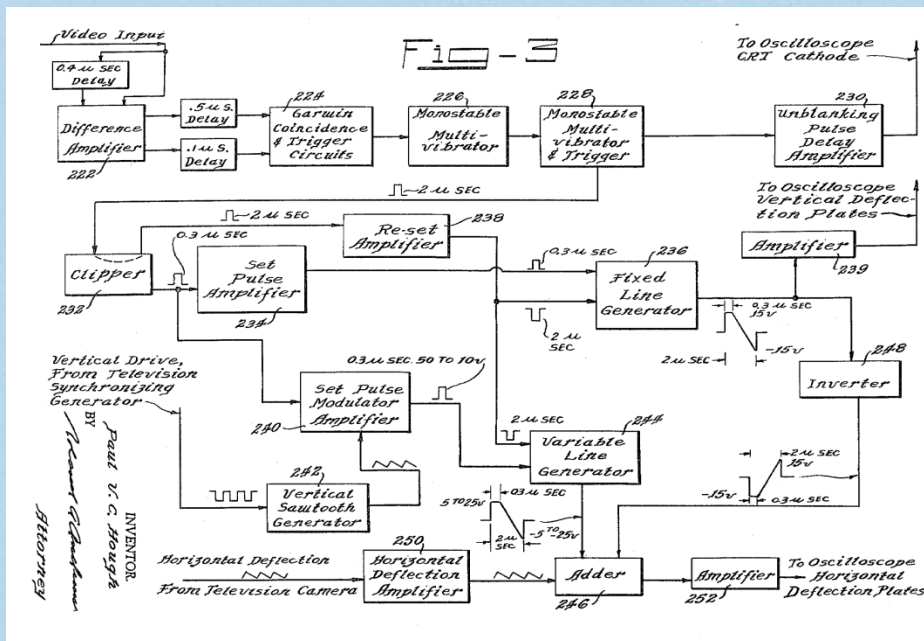 Video Input
Fig-3
To Oscilloscope
CRT Cathode
0.4 μ SEC
Delay
Difference
Amplifier
222
.5 μ S.
Delay
.1 μ S.
Delay
224
Garwin
Coincidence
& Trigger
Circuits
226
Monostable
Multi-
vibrator
228
Monostable
Multi-
vibrator
& Trigger
230
Unblanking
Pulse
Delay
Amplifier
2 μ SEC
2 μ SEC
To Oscilloscope
Vertical Deflec-
tion Plates
238
Re-set
Amplifier
0.3 μ SEC
Clipper
232
Set
Pulse
Amplifier
234
0.3 μ SEC
236
Fixed
Line
Generator
2 μ
SEC
Amplifier
239
0.3 μ SEC
15v
-15v
2 μ SEC
248
Inverter
Vertical Drive,
From Television
Synchronizing
Generator
0.3 μ SEC. 50 TO 10v
Set Pulse
Modulator
Amplifier
240
2 μ SEC
244
Variable
Line
Generator
242
Vertical
Sawtooth
Generator
5 TO 25v
0.3 μ SEC
-5 TO -25v
2 μ
SEC
2 μ SEC
15v
-15v
0.3 μ SEC
Horizontal Deflection
From Television Camera
250
Horizontal
Deflection
Amplifier
Adder
246
Amplifier
252
To Oscilloscope
Horizontal
Deflection Plates
INVENTOR
Paul V. C. Hough
BY
Attorney